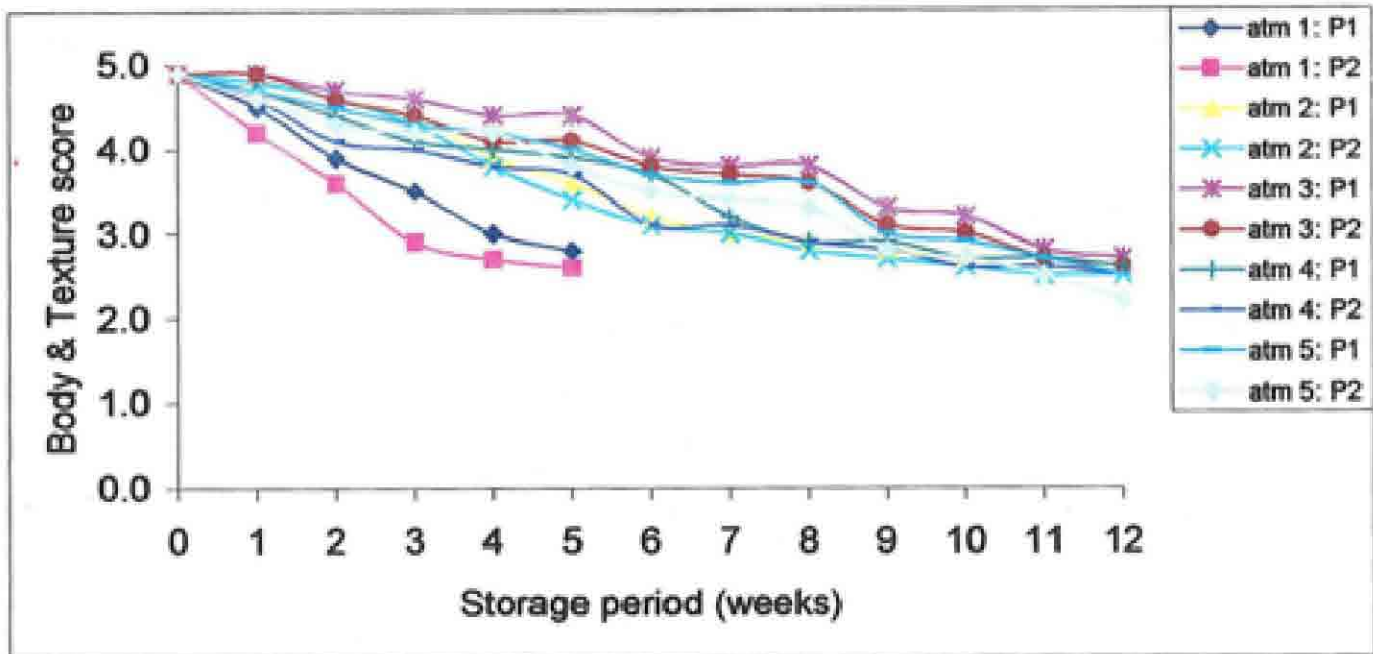 Body & Texture score
5.0
4.0
3.0
2.0
1.0
0.0
0 1 2 3 4 5 6 7 8 9 10 11 12
Storage period (weeks)
atm 1: P1
atm 1: P2
atm 2: P1
atm 2: P2
atm 3: P1
atm 3: P2
atm 4: P1
atm 4: P2
atm 5: P1
atm 5: P2